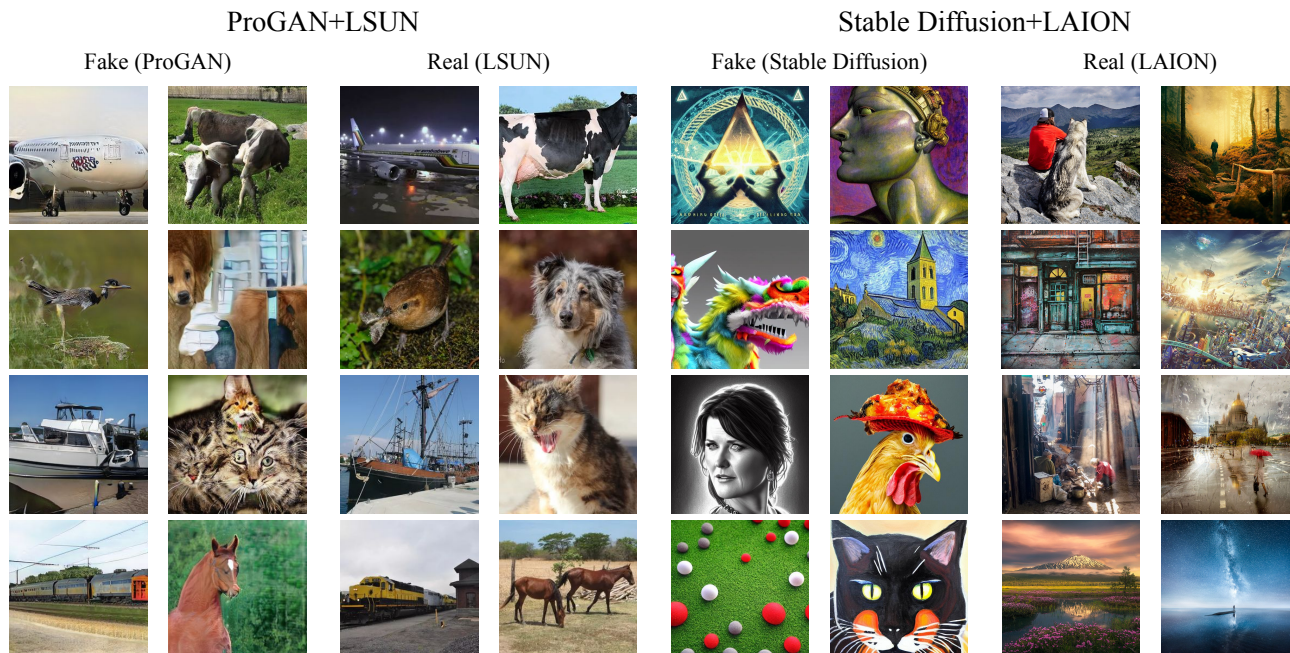 ProGAN+LSUN
Stable Diffusion+LAION
Fake (ProGAN)
Real (LSUN)
Fake (Stable Diffusion)
Real (LAION)